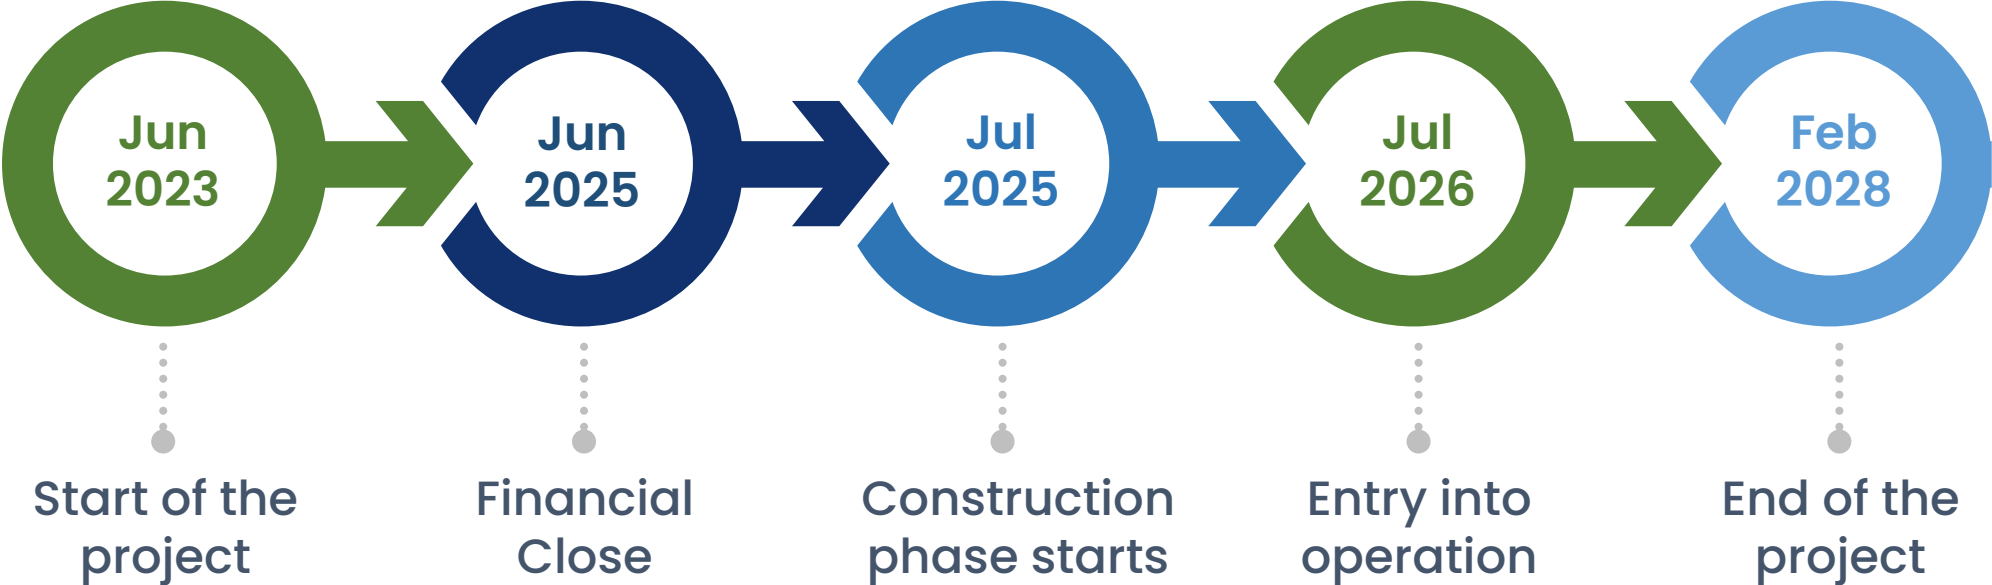 Jun
2023
Jun
2025
Jul
2025
Jul
2026
Feb
2028
Start of the
project
Financial
Close
Construction
phase starts
Entry into
operation
End of the
project